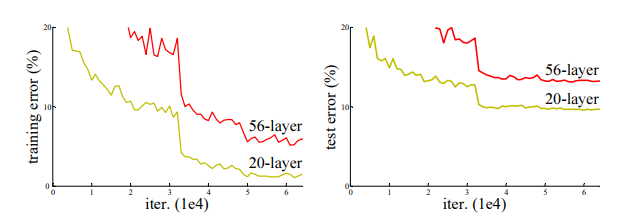 training error (%)
20
10
0
56-layer
20-layer
0 1 2 3 4 5 6
iter. (1e4)
test error (%)
20
10
0
56-layer
20-layer
0 1 2 3 4 5 6
iter. (1e4)